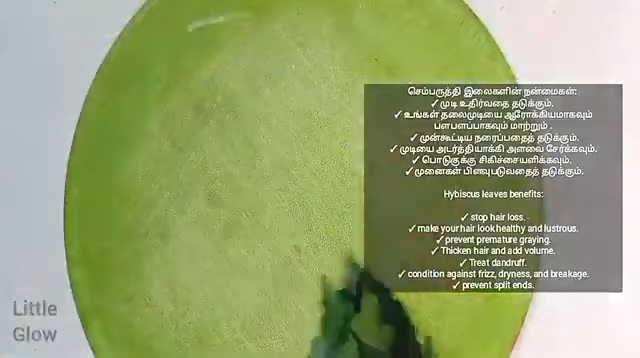 செம்பருத்தி இலைகளின் நன்மைகள்:
✓ முடி உதிர்வதை தடுக்கும்.
✓ உங்கள் தலைமுடியை ஆரோக்கியமாகவும்
பளபளப்பாகவும் மாற்றும் .
✓ முன்கூட்டிய நரைப்பதைத் தடுக்கும்.
✓ முடியை அடர்த்தியாக்கி அளவை சேர்க்கவும்.
✓ பொடுகுக்கு சிகிச்சையளிக்கவும்.
✓ முனைகள் பிளவுபடுவதைத் தடுக்கும்.
Hybiscus leaves benefits:
✓ stop hair loss.
✓ make your hair look healthy and lustrous.
✓ prevent premature graying.
✓ Thicken hair and add volume.
✓ Treat dandruff.
✓ condition against frizz, dryness, and breakage.
✓ prevent split ends.
Little
Glow